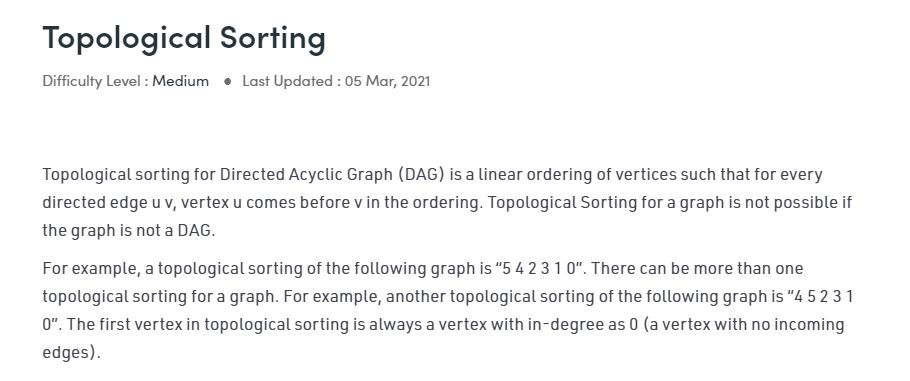 Topological Sorting
Difficulty Level : Medium ● Last Updated : 05 Mar, 2021
Topological sorting for Directed Acyclic Graph (DAG) is a linear ordering of vertices such that for every
directed edge u v, vertex u comes before v in the ordering. Topological Sorting for a graph is not possible if
the graph is not a DAG.
For example, a topological sorting of the following graph is “5 4 2 3 1 0”. There can be more than one
topological sorting for a graph. For example, another topological sorting of the following graph is “4 5 2 3 1
0”. The first vertex in topological sorting is always a vertex with in-degree as 0 (a vertex with no incoming
edges).